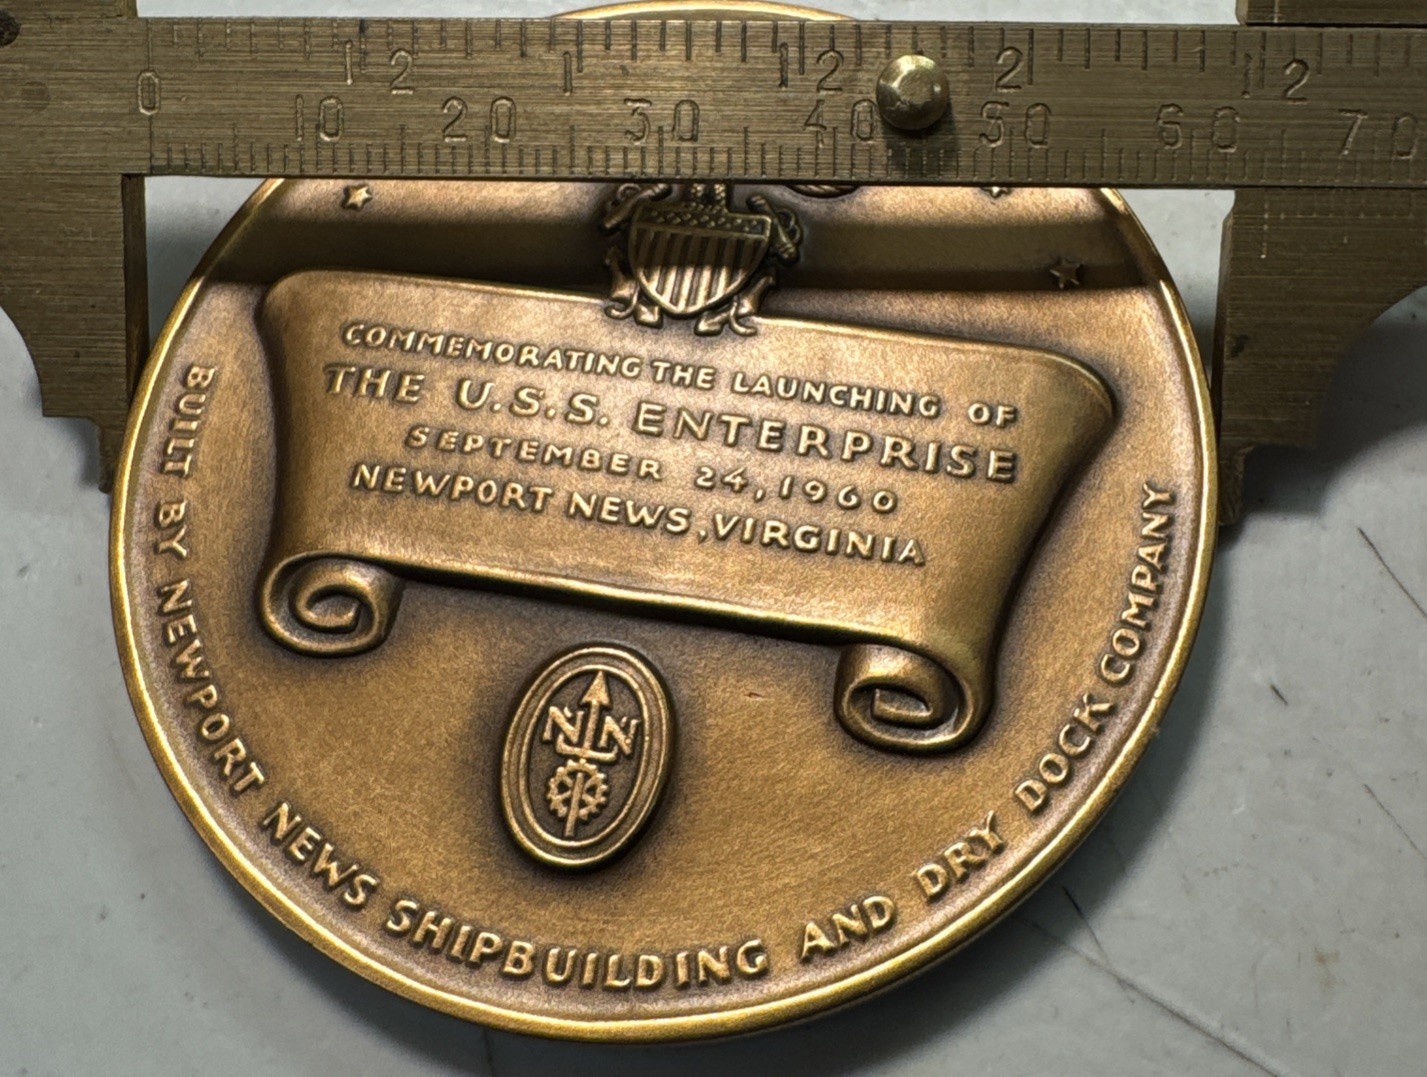 1 2 1 1 2 2 1 2
0 10 20 30 40 50 60 70
COMMEMORATING THE LAUNCHING OF
THE U.S.S. ENTERPRISE
SEPTEMBER 24, 1960
NEWPORT NEWS, VIRGINIA
NN
BUILT BY NEWPORT NEWS SHIPBUILDING AND DRY DOCK COMPANY